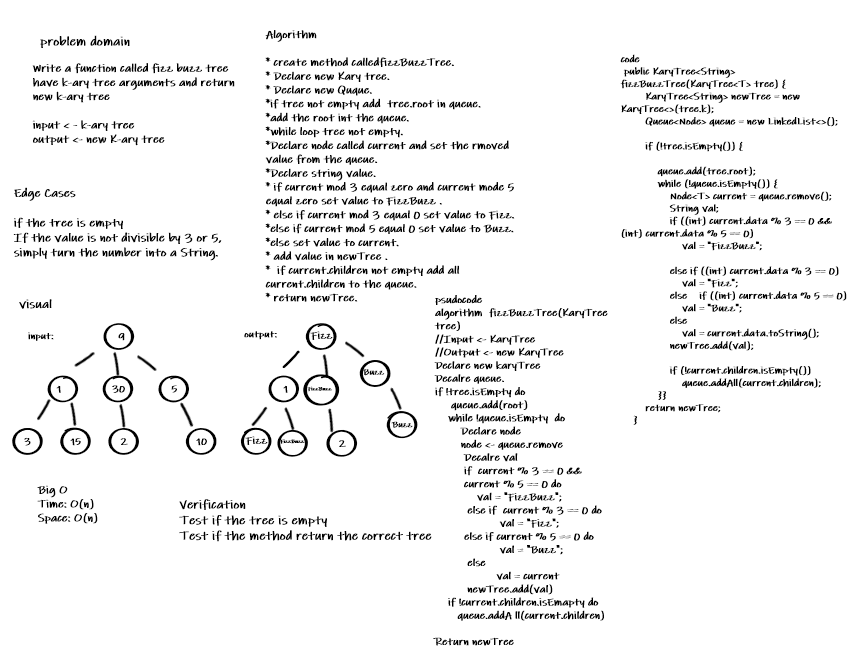 problem domain
Write a function called fizz buzz tree
have k-ary tree arguments and return
new k-ary tree
input <- k-ary tree
output <- new K-ary tree
Edge Cases
if the tree is empty
If the value is not divisible by 3 or 5,
simply turn the number into a String.
Visual
input:
9
1 30 5
3 15 2 10
output:
Fizz
1 FizzBuzz Buzz
Fizz FizzBuzz 2 Buzz
Big O
Time: O(n)
Space: O(n)
Verification
Test if the tree is empty
Test if the method return the correct tree
Algorithm
* create method calledfizzBuzzTree.
* Declare new Kary tree.
* Declare new Quque.
*if tree not empty add tree.root in queue.
*add the root int the queue.
*while loop tree not empty.
*Declare node called current and set the rmoved
value from the queue.
*Declare string value.
* if current mod 3 equal zero and current mode 5
equal zero set value to FizzBuzz .
* else if current mod 3 equal 0 set value to Fizz.
*else if current mod 5 equal 0 set value to Buzz.
*else set value to current.
* add value in newTree .
* if current.children not empty add all
current.children to the queue.
* return newTree.
psudocode
algorithm fizzBuzzTree(KaryTree
tree)
//Input <- KaryTree
//Output <- new KaryTree
Declare new karyTree
Decalre queue.
if !tree.isEmpty do
queue.add(root)
while !queue.isEmpty do
Declare node
node <- queue.remove
Decalre val
if current % 3 == 0 &&
current % 5 == 0 do
val = "FizzBuzz";
else if current % 3 == 0 do
val = "Fizz";
else if current % 5 == 0 do
val = "Buzz";
else
val = current
newTree.add(val)
if !current.children.isEmapty do
queue.addA ll(current.children)
Return newTree
code
public KaryTree<String>
fizzBuzzTree(KaryTree<T> tree) {
KaryTree<String> newTree = new
KaryTree<>(tree.k);
Queue<Node> queue = new LinkedList<>();
if (!tree.isEmpty()) {
queue.add(tree.root);
while (!queue.isEmpty()) {
Node<T> current = queue.remove();
String val;
if ((int) current.data % 3 == 0 &&
(int) current.data % 5 == 0)
val = "FizzBuzz";
else if ((int) current.data % 3 == 0)
val = "Fizz";
else if ((int) current.data % 5 == 0)
val = "Buzz";
else
val = current.data.toString();
newTree.add(val);
if (!current.children.isEmpty())
queue.addAll(current.children);
}}
return newTree;
}